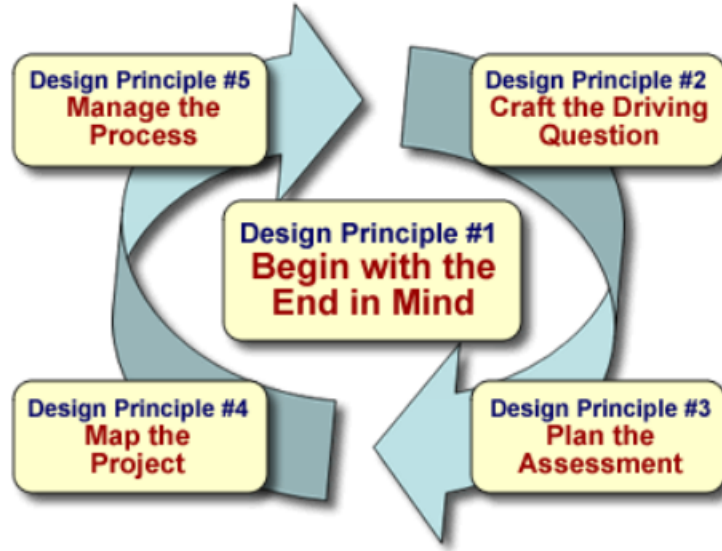 Design Principle #5
Manage the
Process
Design Principle #2
Craft the Driving
Question
Design Principle #1
Begin with the
End in Mind
Design Principle #4
Map the
Project
Design Principle #3
Plan the
Assessment